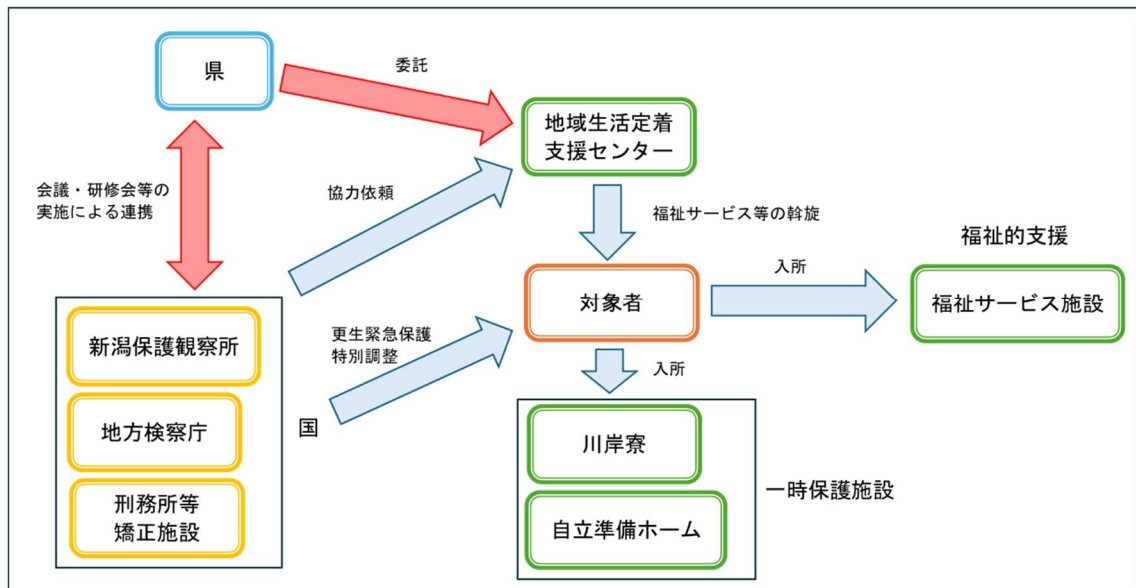 県
委託
地域生活定着
支援センター
会議・研修会等の
実施による連携
協力依頼
福祉サービス等の斡旋
福祉的支援
入所
対象者
福祉サービス施設
新潟保護観察所
更生緊急保護
特別調整
入所
地方検察庁
国
川岸寮
刑務所等
矯正施設
一時保護施設
自立準備ホーム